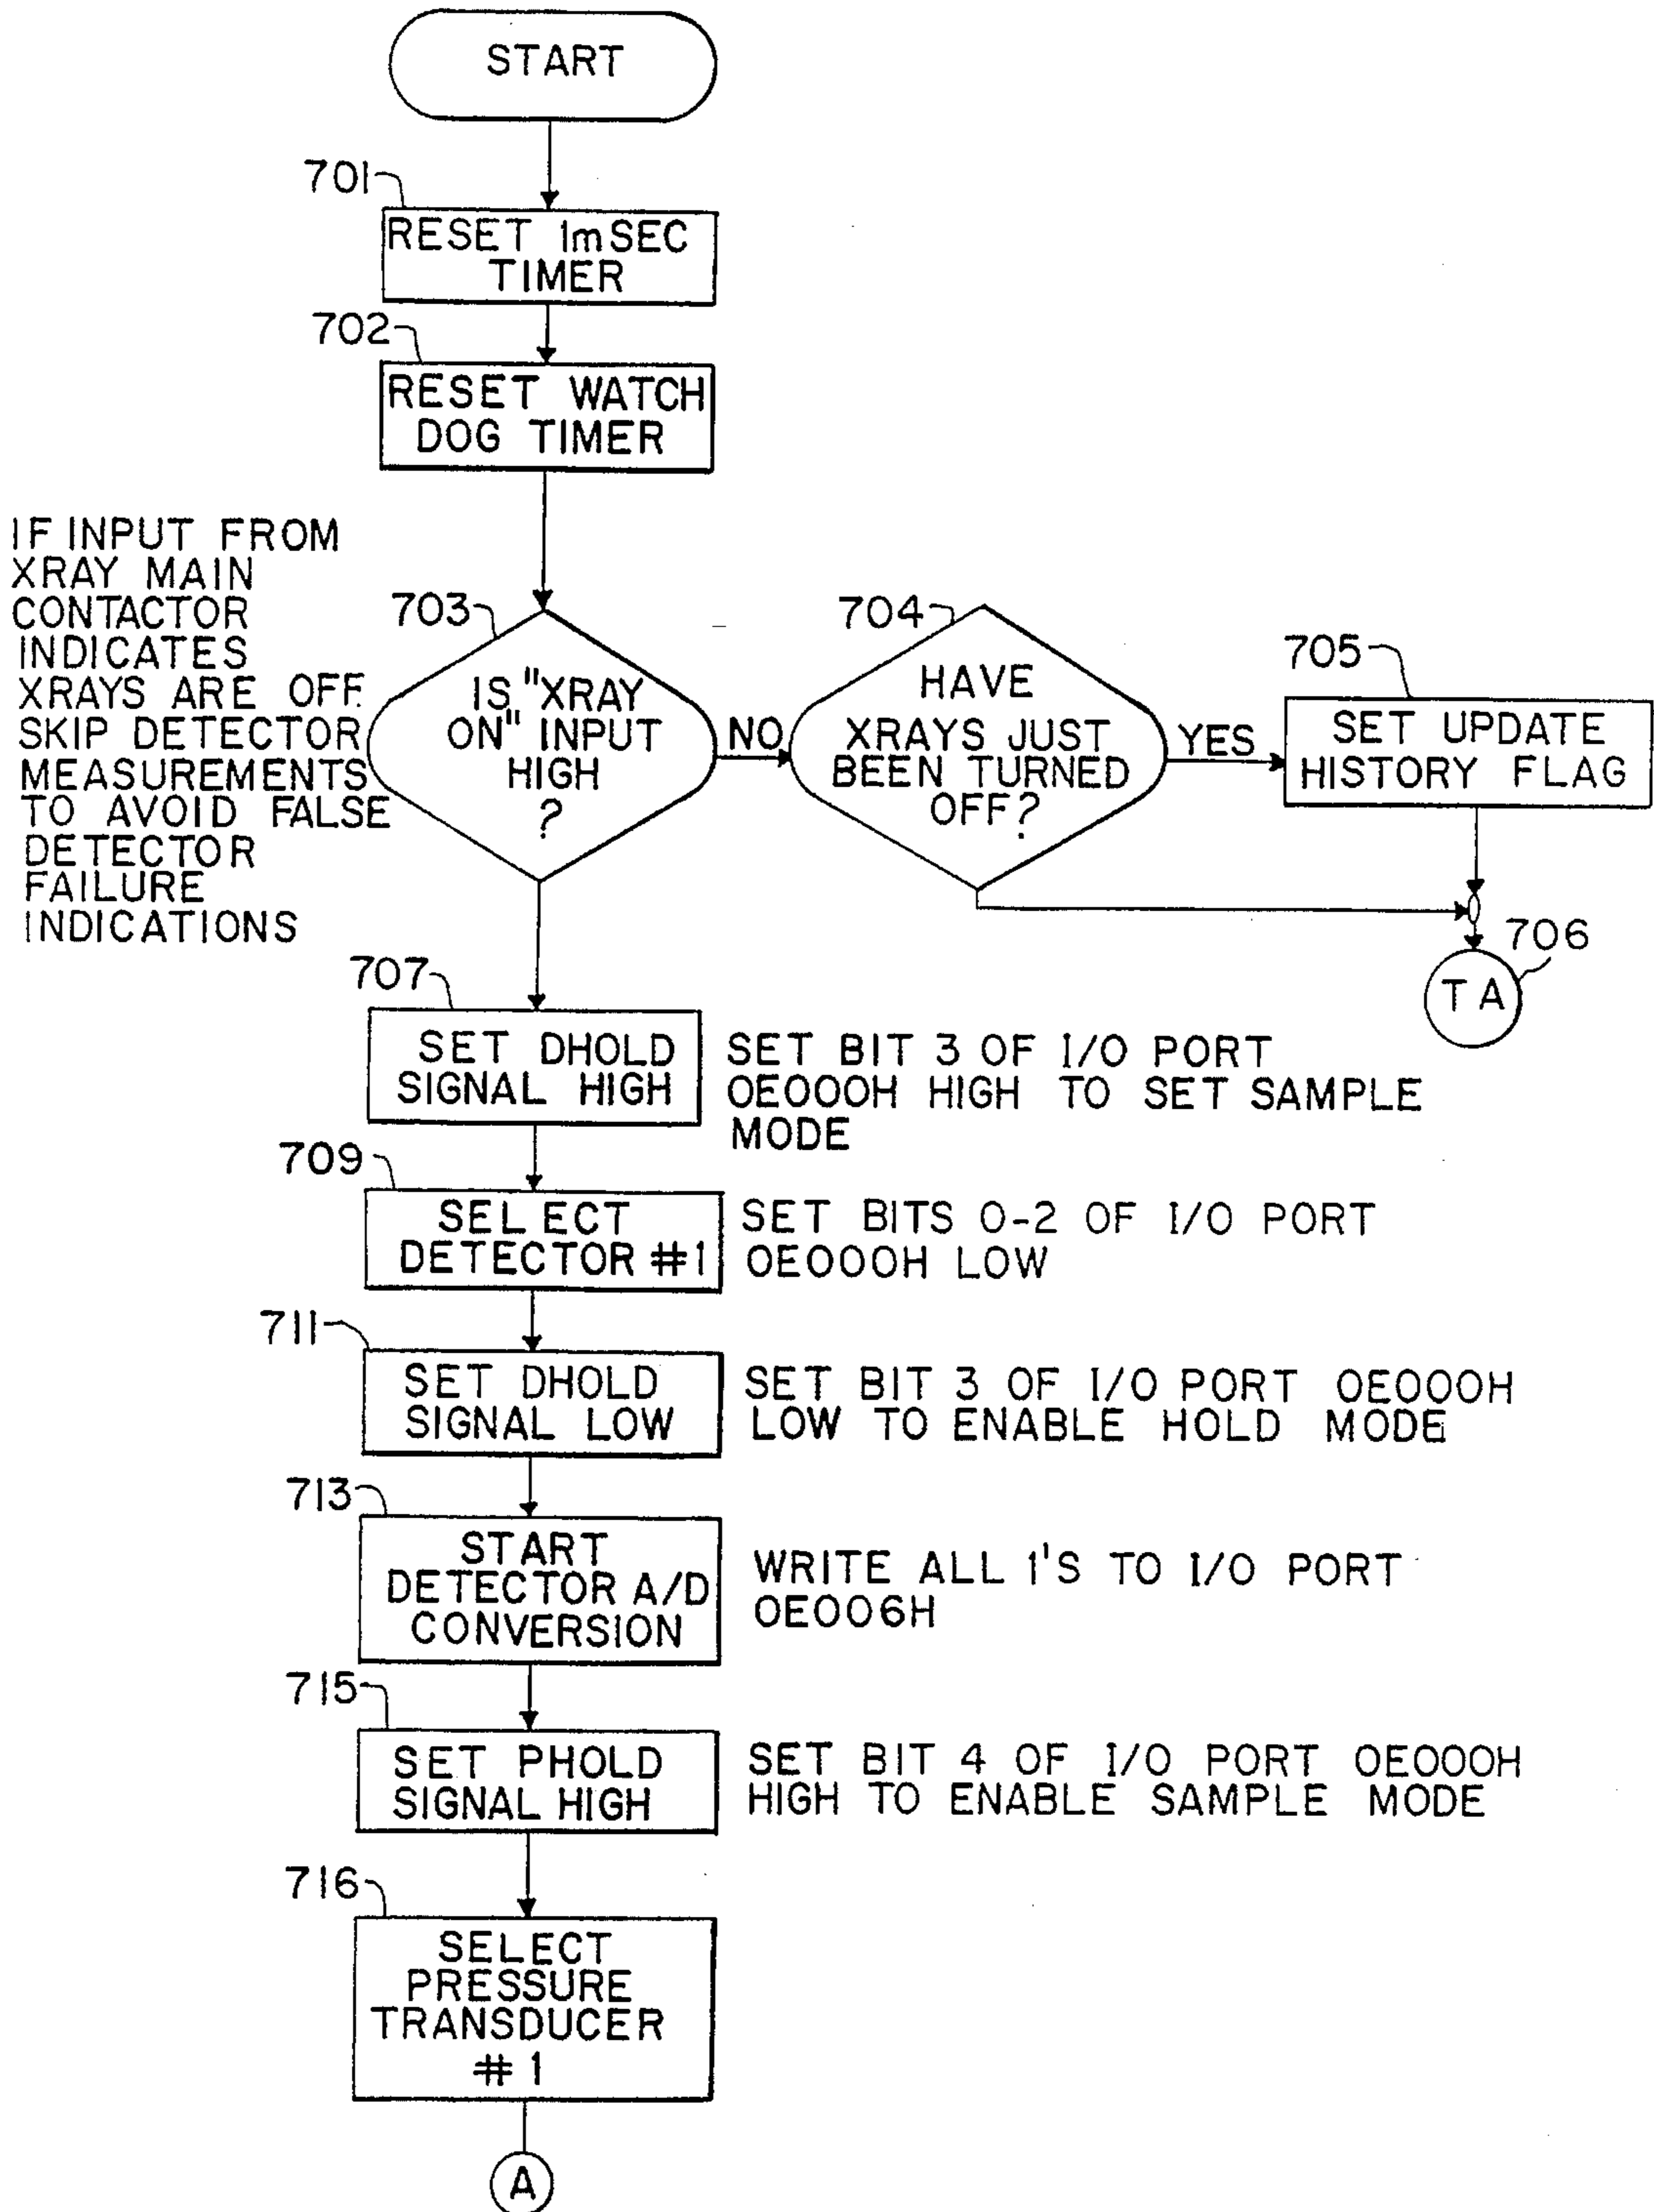 START
701
RESET 1mSEC
TIMER
702
RESET WATCH
DOG TIMER
IF INPUT FROM
XRAY MAIN
CONTACTOR
INDICATES
XRAYS ARE OFF
SKIP DETECTOR
MEASUREMENTS
TO AVOID FALSE
DETECTOR
FAILURE
INDICATIONS
703
IS "XRAY
ON" INPUT
HIGH
?
NO
704
HAVE
XRAYS JUST
BEEN TURNED
OFF?
YES
705
SET UPDATE
HISTORY FLAG
706
TA
707
SET DHOLD
SIGNAL HIGH
SET BIT 3 OF I/O PORT
OE000H HIGH TO SET SAMPLE
MODE
709
SELECT
DETECTOR #1
SET BITS 0-2 OF I/O PORT
OE000H LOW
711
SET DHOLD
SIGNAL LOW
SET BIT 3 OF I/O PORT OE000H
LOW TO ENABLE HOLD MODE
713
START
DETECTOR A/D
CONVERSION
WRITE ALL 1'S TO I/O PORT
OE006H
715
SET PHOLD
SIGNAL HIGH
SET BIT 4 OF I/O PORT OE000H
HIGH TO ENABLE SAMPLE MODE
716
SELECT
PRESSURE
TRANSDUCER
#1
A